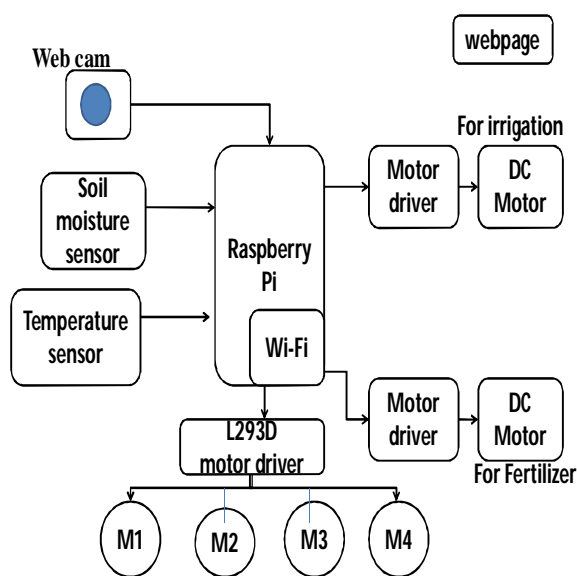 webpage
Web cam
For irrigation
Motor
driver
DC
Motor
Soil
moisture
sensor
Raspberry
Pi
Temperature
sensor
Wi-Fi
Motor
driver
DC
Motor
For Fertilizer
L293D
motor driver
M1
M2
M3
M4